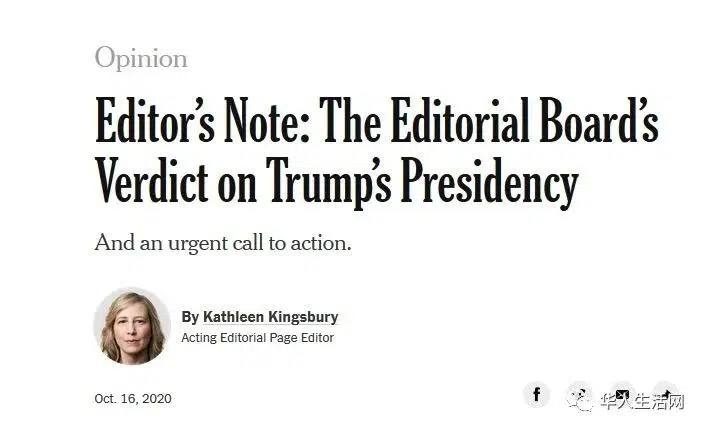 Opinion
Editor’s Note: The Editorial Board’s
Verdict on Trump’s Presidency
And an urgent call to action.
By Kathleen Kingsbury
Acting Editorial Page Editor
Oct. 16, 2020
f
华人生活网